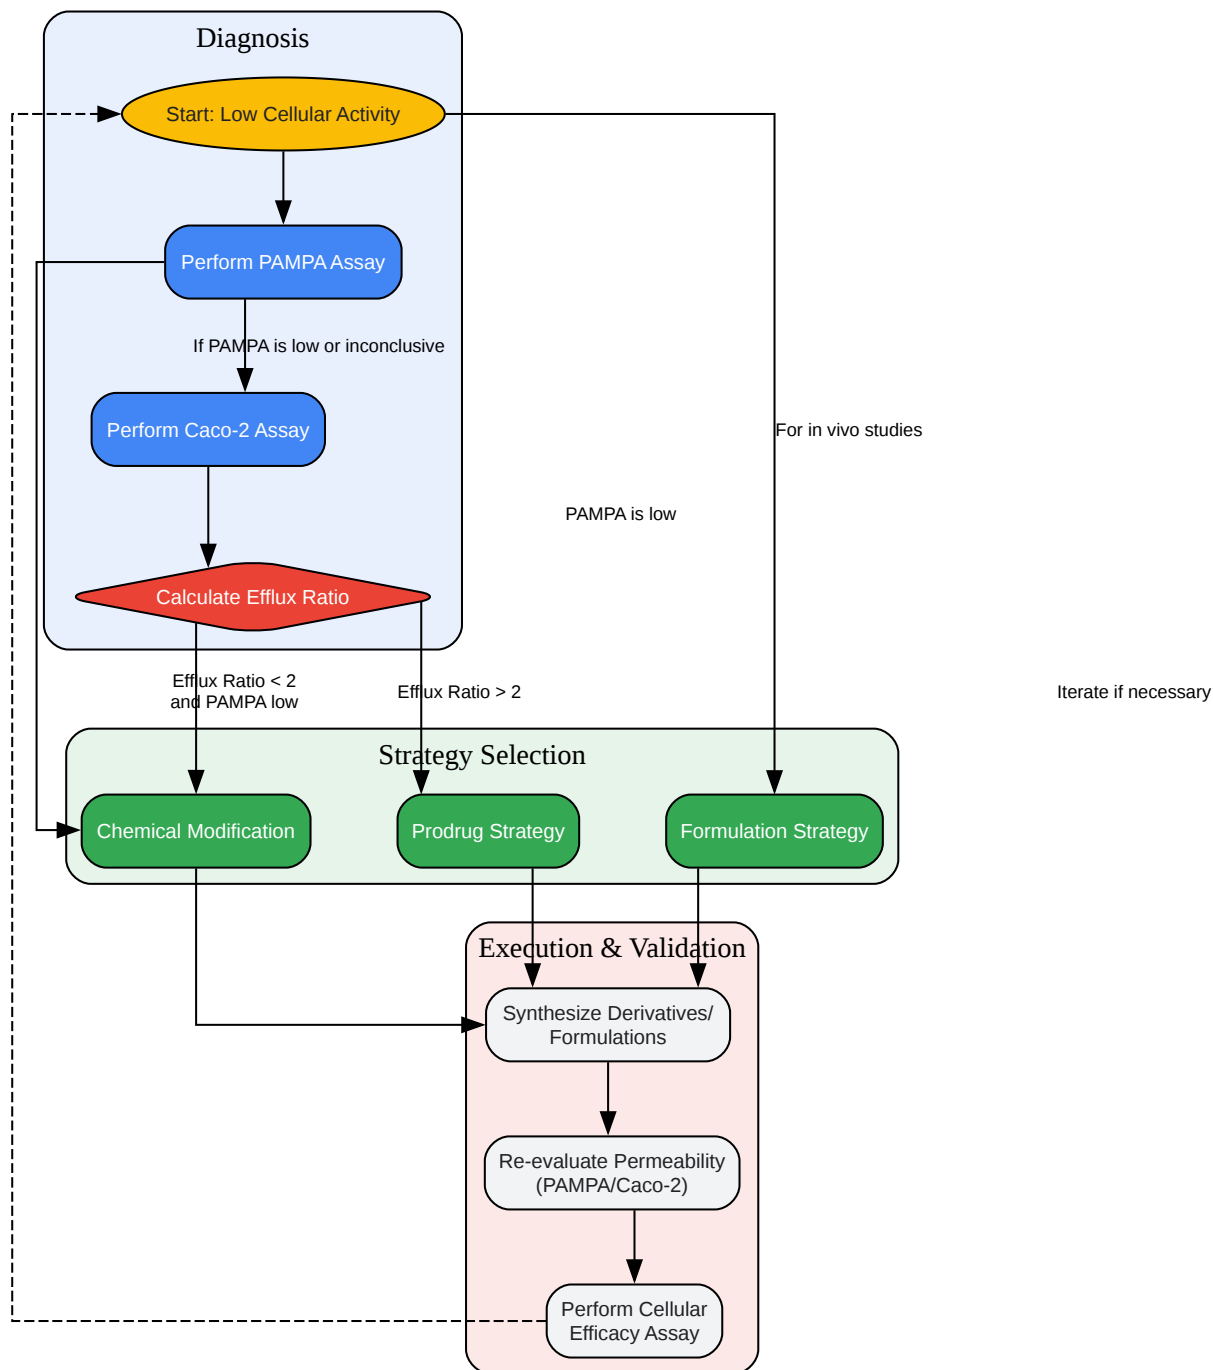 Diagnosis
Start: Low Cellular Activity
Perform PAMPA Assay
If PAMPA is low or inconclusive
Perform Caco-2 Assay
For in vivo studies
PAMPA is low
Calculate Efflux Ratio
Efflux Ratio < 2
and PAMPA low
Efflux Ratio > 2
Iterate if necessary
Strategy Selection
Chemical Modification
Prodrug Strategy
Formulation Strategy
Execution & Validation
Synthesize Derivatives/
Formulations
Re-evaluate Permeability
(PAMPA/Caco-2)
Perform Cellular
Efficacy Assay